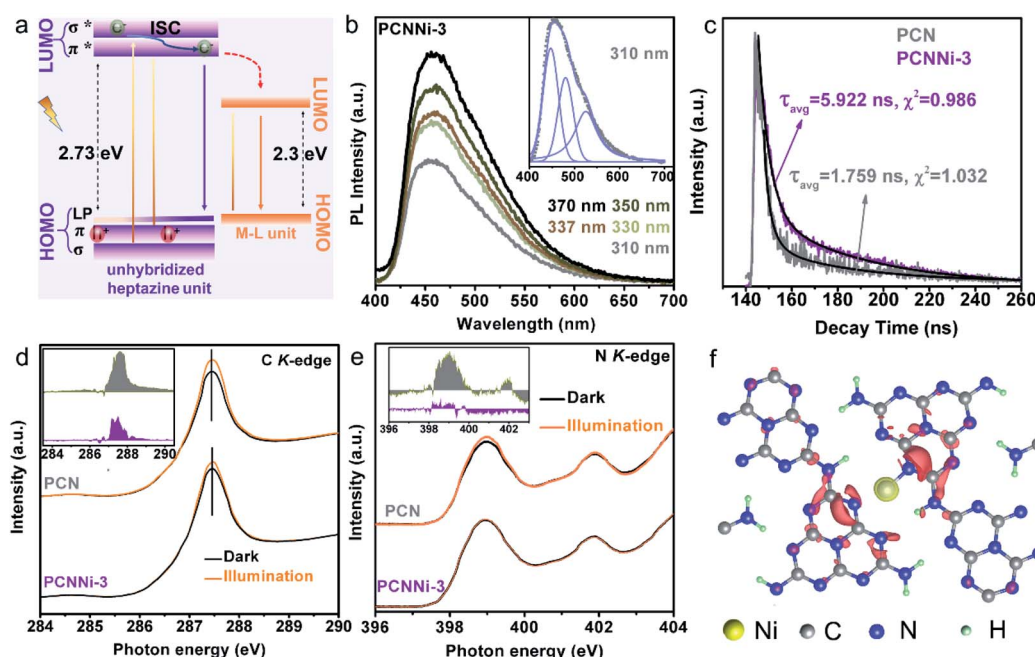 a
LUMO
σ *
π*
e-
ISC
e-
LUMO
2.73 eV
2.3 eV
HOMO
LP
π
σ
h+
h+
HOMO
M-L unit
unhybridized
heptazine unit
b
PCNNi-3
310 nm
400 500 600 700
370 nm 350 nm
337 nm 330 nm
310 nm
PL Intensity (a.u.)
400 450 500 550 600 650 700
Wavelength (nm)
c
PCN
PCNNi-3
τavg=5.922 ns, χ2=0.986
τavg=1.759 ns, χ2=1.032
Intensity (a.u.)
140 160 180 200 220 240 260
Decay Time (ns)
d
C K-edge
284 286 288 290
PCN
Dark
Illumination
PCNNi-3
Intensity (a.u.)
284 285 286 287 288 289 290
Photon energy (eV)
e
N K-edge
396 399 402
Dark
Illumination
PCN
PCNNi-3
Intensity (a.u.)
396 398 400 402 404
Photon energy (eV)
f
Ni C N H